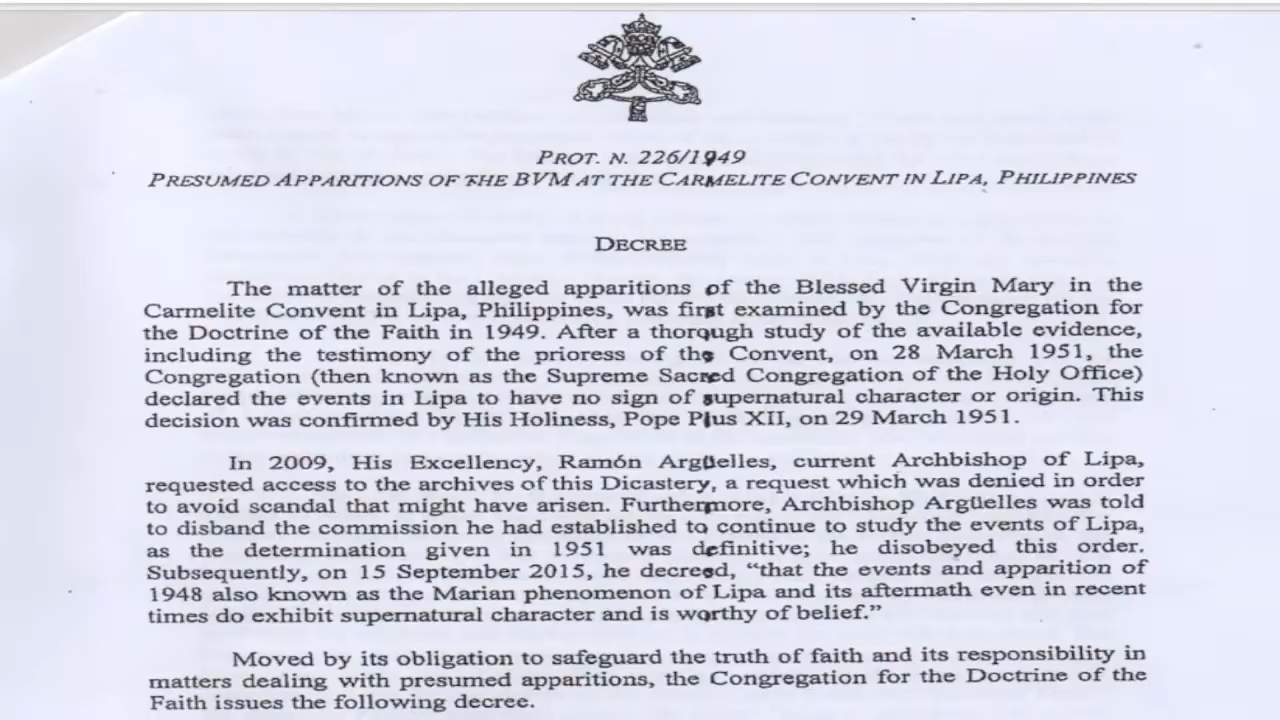 PROT. N. 226/1949
PRESUMED APPARITIONS OF THE BVM AT THE CARMELITE CONVENT IN LIPA, PHILIPPINES
DECREE
The matter of the alleged apparitions of the Blessed Virgin Mary in the
Carmelite Convent in Lipa, Philippines, was first examined by the Congregation for
the Doctrine of the Faith in 1949. After a thorough study of the available evidence,
including the testimony of the prioress of the Convent, on 28 March 1951, the
Congregation (then known as the Supreme Sacred Congregation of the Holy Office)
declared the events in Lipa to have no sign of supernatural character or origin. This
decision was confirmed by His Holiness, Pope Pius XII, on 29 March 1951.
In 2009, His Excellency, Ramón Argüelles, current Archbishop of Lipa,
requested access to the archives of this Dicastery, a request which was denied in order
to avoid scandal that might have arisen. Furthermore, Archbishop Argüelles was told
to disband the commission he had established to continue to study the events of Lipa,
as the determination given in 1951 was definitive; he disobeyed this order.
Subsequently, on 15 September 2015, he decreed, “that the events and apparition of
1948 also known as the Marian phenomenon of Lipa and its aftermath even in recent
times do exhibit supernatural character and is worthy of belief.”
Moved by its obligation to safeguard the truth of faith and its responsibility in
matters dealing with presumed apparitions, the Congregation for the Doctrine of the
Faith issues the following decree.